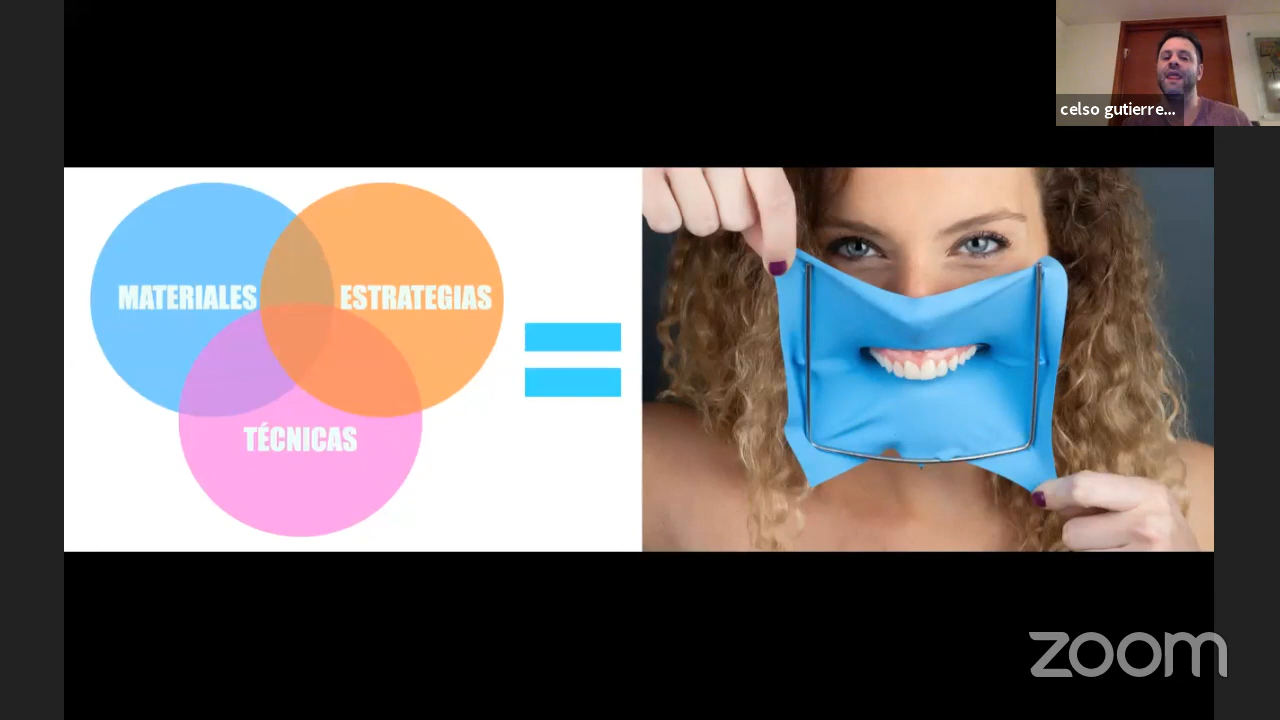 celso gutierre...
MATERIALES
ESTRATEGIAS
TÉCNICAS
zoom